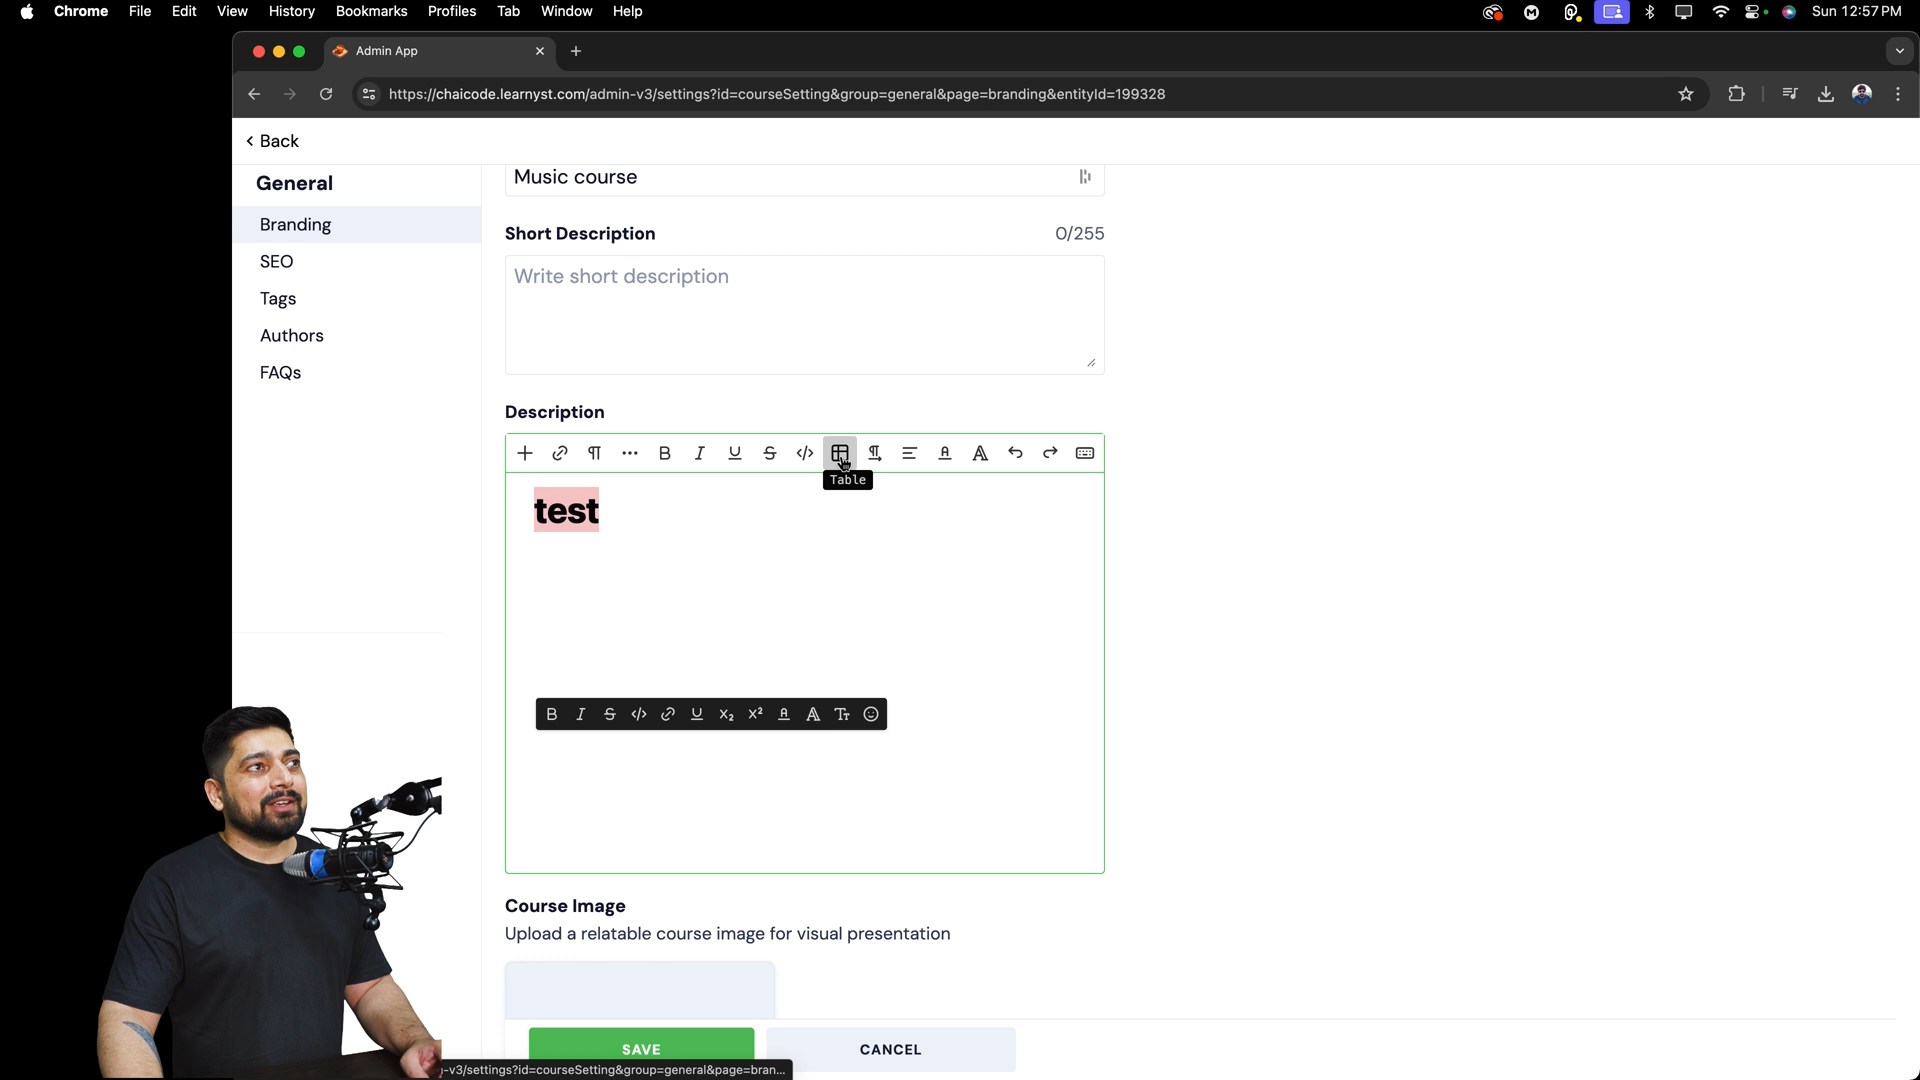 Chrome File Edit View History Bookmarks Profiles Tab Window Help Sun 12:57 PM
Admin App
https://chaicode.learnyst.com/admin-v3/settings?id=courseSetting&group=general&page=branding&entityId=199328
Back
General
Branding
SEO
Tags
Authors
FAQs
Music course
Short Description 0/255
Write short description
Description
Table
test
Course Image
Upload a relatable course image for visual presentation
SAVE CANCEL
-v3/settings?id=courseSetting&group=general&page=bran...